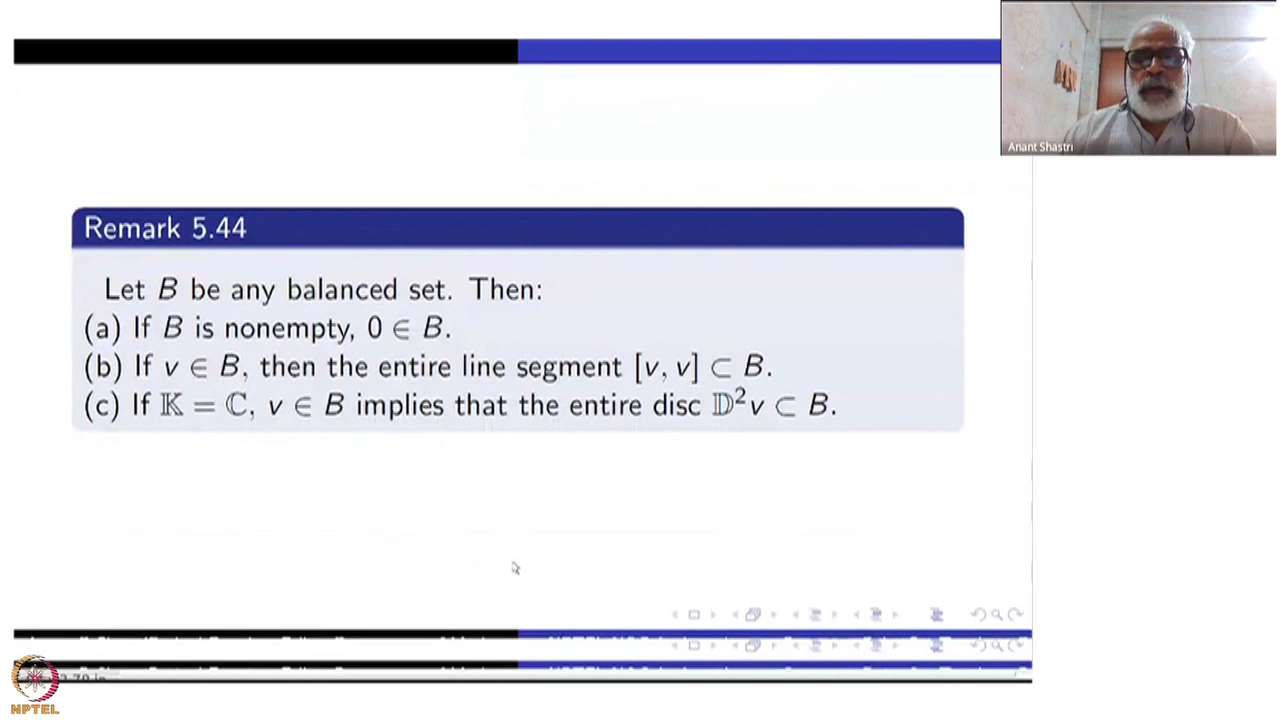 Anant Shastri
Remark 5.44
Let B be any balanced set. Then:
(a) If B is nonempty, 0 ∈ B.
(b) If v ∈ B, then the entire line segment [v, v] ⊂ B.
(c) If 𝕂 = ℂ, v ∈ B implies that the entire disc 𝔻²v ⊂ B.
NPTEL